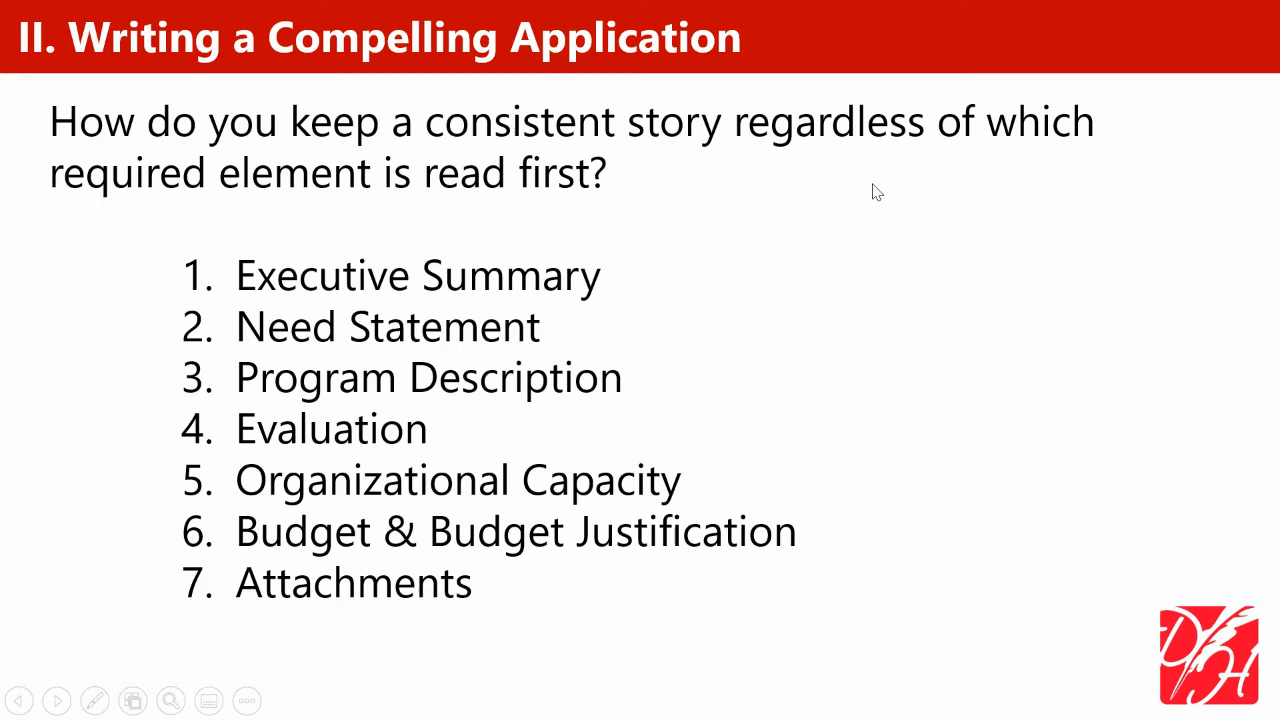 II. Writing a Compelling Application
How do you keep a consistent story regardless of which
required element is read first?
1. Executive Summary
2. Need Statement
3. Program Description
4. Evaluation
5. Organizational Capacity
6. Budget & Budget Justification
7. Attachments
DH